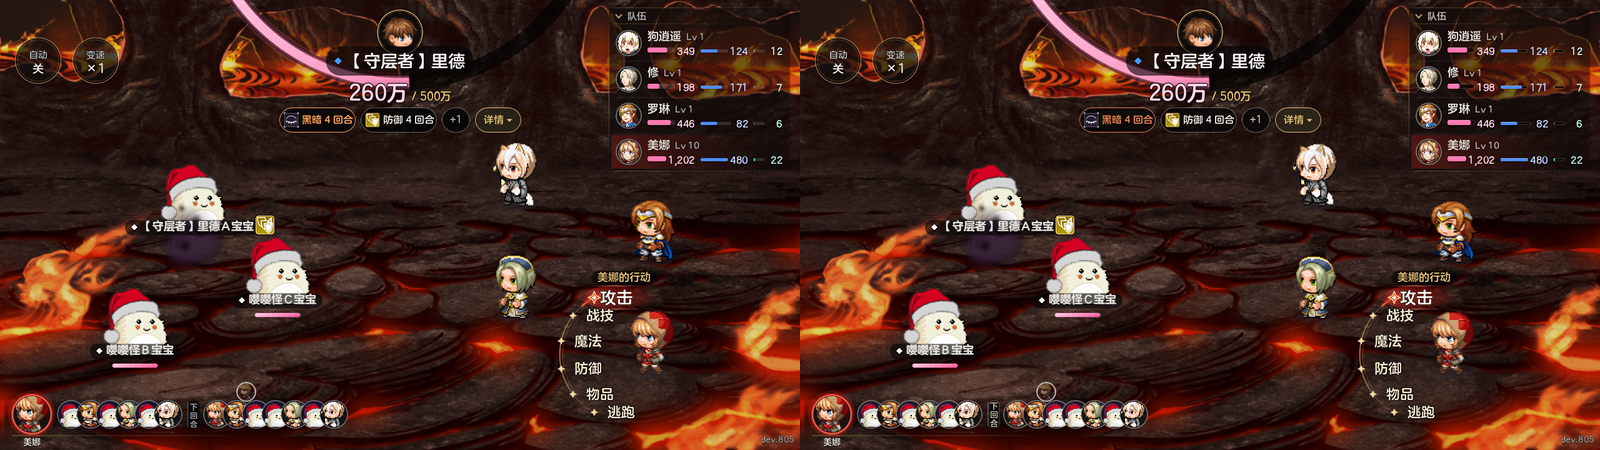 自动
关
变速
×1
【守层者】里德
260万 / 500万
黑暗 4 回合
防御 4 回合
+1
详情
队伍
狗逍遥 Lv 1
349 124 12
修 Lv 1
198 171 7
罗琳 Lv 1
446 82 6
美娜 Lv 10
1,202 480 22
【守层者】里德A宝宝
嘤嘤怪C宝宝
嘤嘤怪B宝宝
美娜的行动
攻击
战技
魔法
防御
物品
逃跑
美娜
下回合
dev.805
自动
关
变速
×1
【守层者】里德
260万 / 500万
黑暗 4 回合
防御 4 回合
+1
详情
队伍
狗逍遥 Lv 1
349 124 12
修 Lv 1
198 171 7
罗琳 Lv 1
446 82 6
美娜 Lv 10
1,202 480 22
【守层者】里德A宝宝
嘤嘤怪C宝宝
嘤嘤怪B宝宝
美娜的行动
攻击
战技
魔法
防御
物品
逃跑
美娜
下回合
dev.805